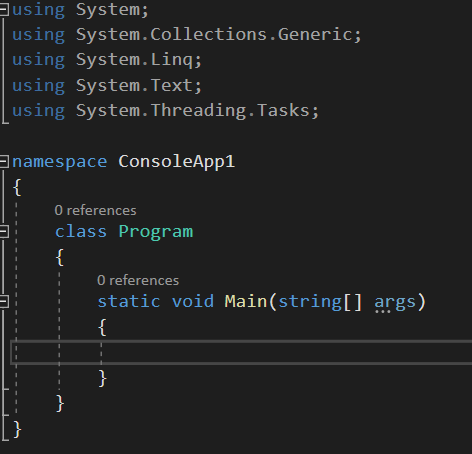 using System;
using System.Collections.Generic;
using System.Linq;
using System.Text;
using System.Threading.Tasks;
namespace ConsoleApp1
{
0 references
class Program
{
0 references
static void Main(string[] args)
{
}
}
}